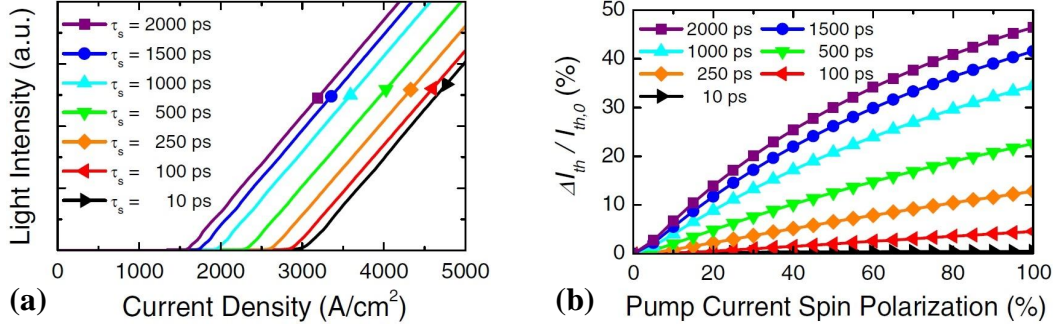 Light Intensity (a.u.)
τs = 2000 ps
τs = 1500 ps
τs = 1000 ps
τs = 500 ps
τs = 250 ps
τs = 100 ps
τs = 10 ps
0 1000 2000 3000 4000 5000
Current Density (A/cm²)
(a)
ΔIth / Ith,0 (%)
50
40
30
20
10
0
2000 ps 1500 ps
1000 ps 500 ps
250 ps 100 ps
10 ps
0 20 40 60 80 100
Pump Current Spin Polarization (%)
(b)